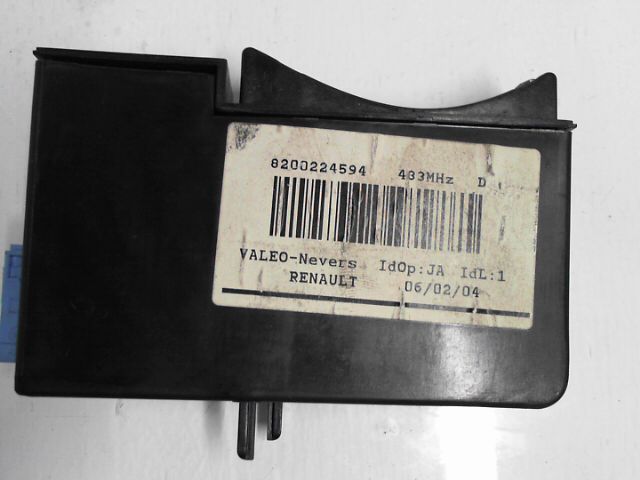 8200224594 433MHz D
VALEO-Nevers IdOp:JA IdL:1
RENAULT 06/02/04